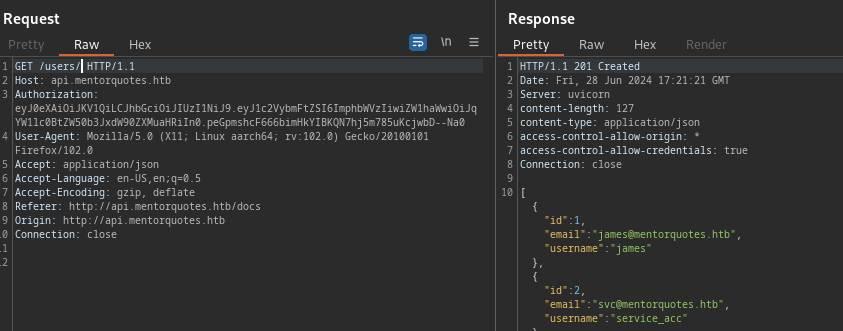 Request
Pretty Raw Hex \n
1 GET /users/ HTTP/1.1
2 Host: api.mentorquotes.htb
3 Authorization:
eyJ0eXAiOiJKV1QiLCJhbGciOiJIUzI1NiJ9.eyJ1c2VybmFtZSI6ImphbWVzIiwiZW1haWwiOiJq
YW1lc0BtZW50b3JxdW90ZXMuaHRiIn0.peGpmshcF666bimHkYIBKQN7hj5m785uKcjwbD--Na0
4 User-Agent: Mozilla/5.0 (X11; Linux aarch64; rv:102.0) Gecko/20100101
Firefox/102.0
5 Accept: application/json
6 Accept-Language: en-US,en;q=0.5
7 Accept-Encoding: gzip, deflate
8 Referer: http://api.mentorquotes.htb/docs
9 Origin: http://api.mentorquotes.htb
0 Connection: close
1
2
Response
Pretty Raw Hex Render
1 HTTP/1.1 201 Created
2 Date: Fri, 28 Jun 2024 17:21:21 GMT
3 Server: uvicorn
4 content-length: 127
5 content-type: application/json
6 access-control-allow-origin: *
7 access-control-allow-credentials: true
8 Connection: close
9
10 [
{
"id":1,
"email":"james@mentorquotes.htb",
"username":"james"
},
{
"id":2,
"email":"svc@mentorquotes.htb",
"username":"service_acc"
}